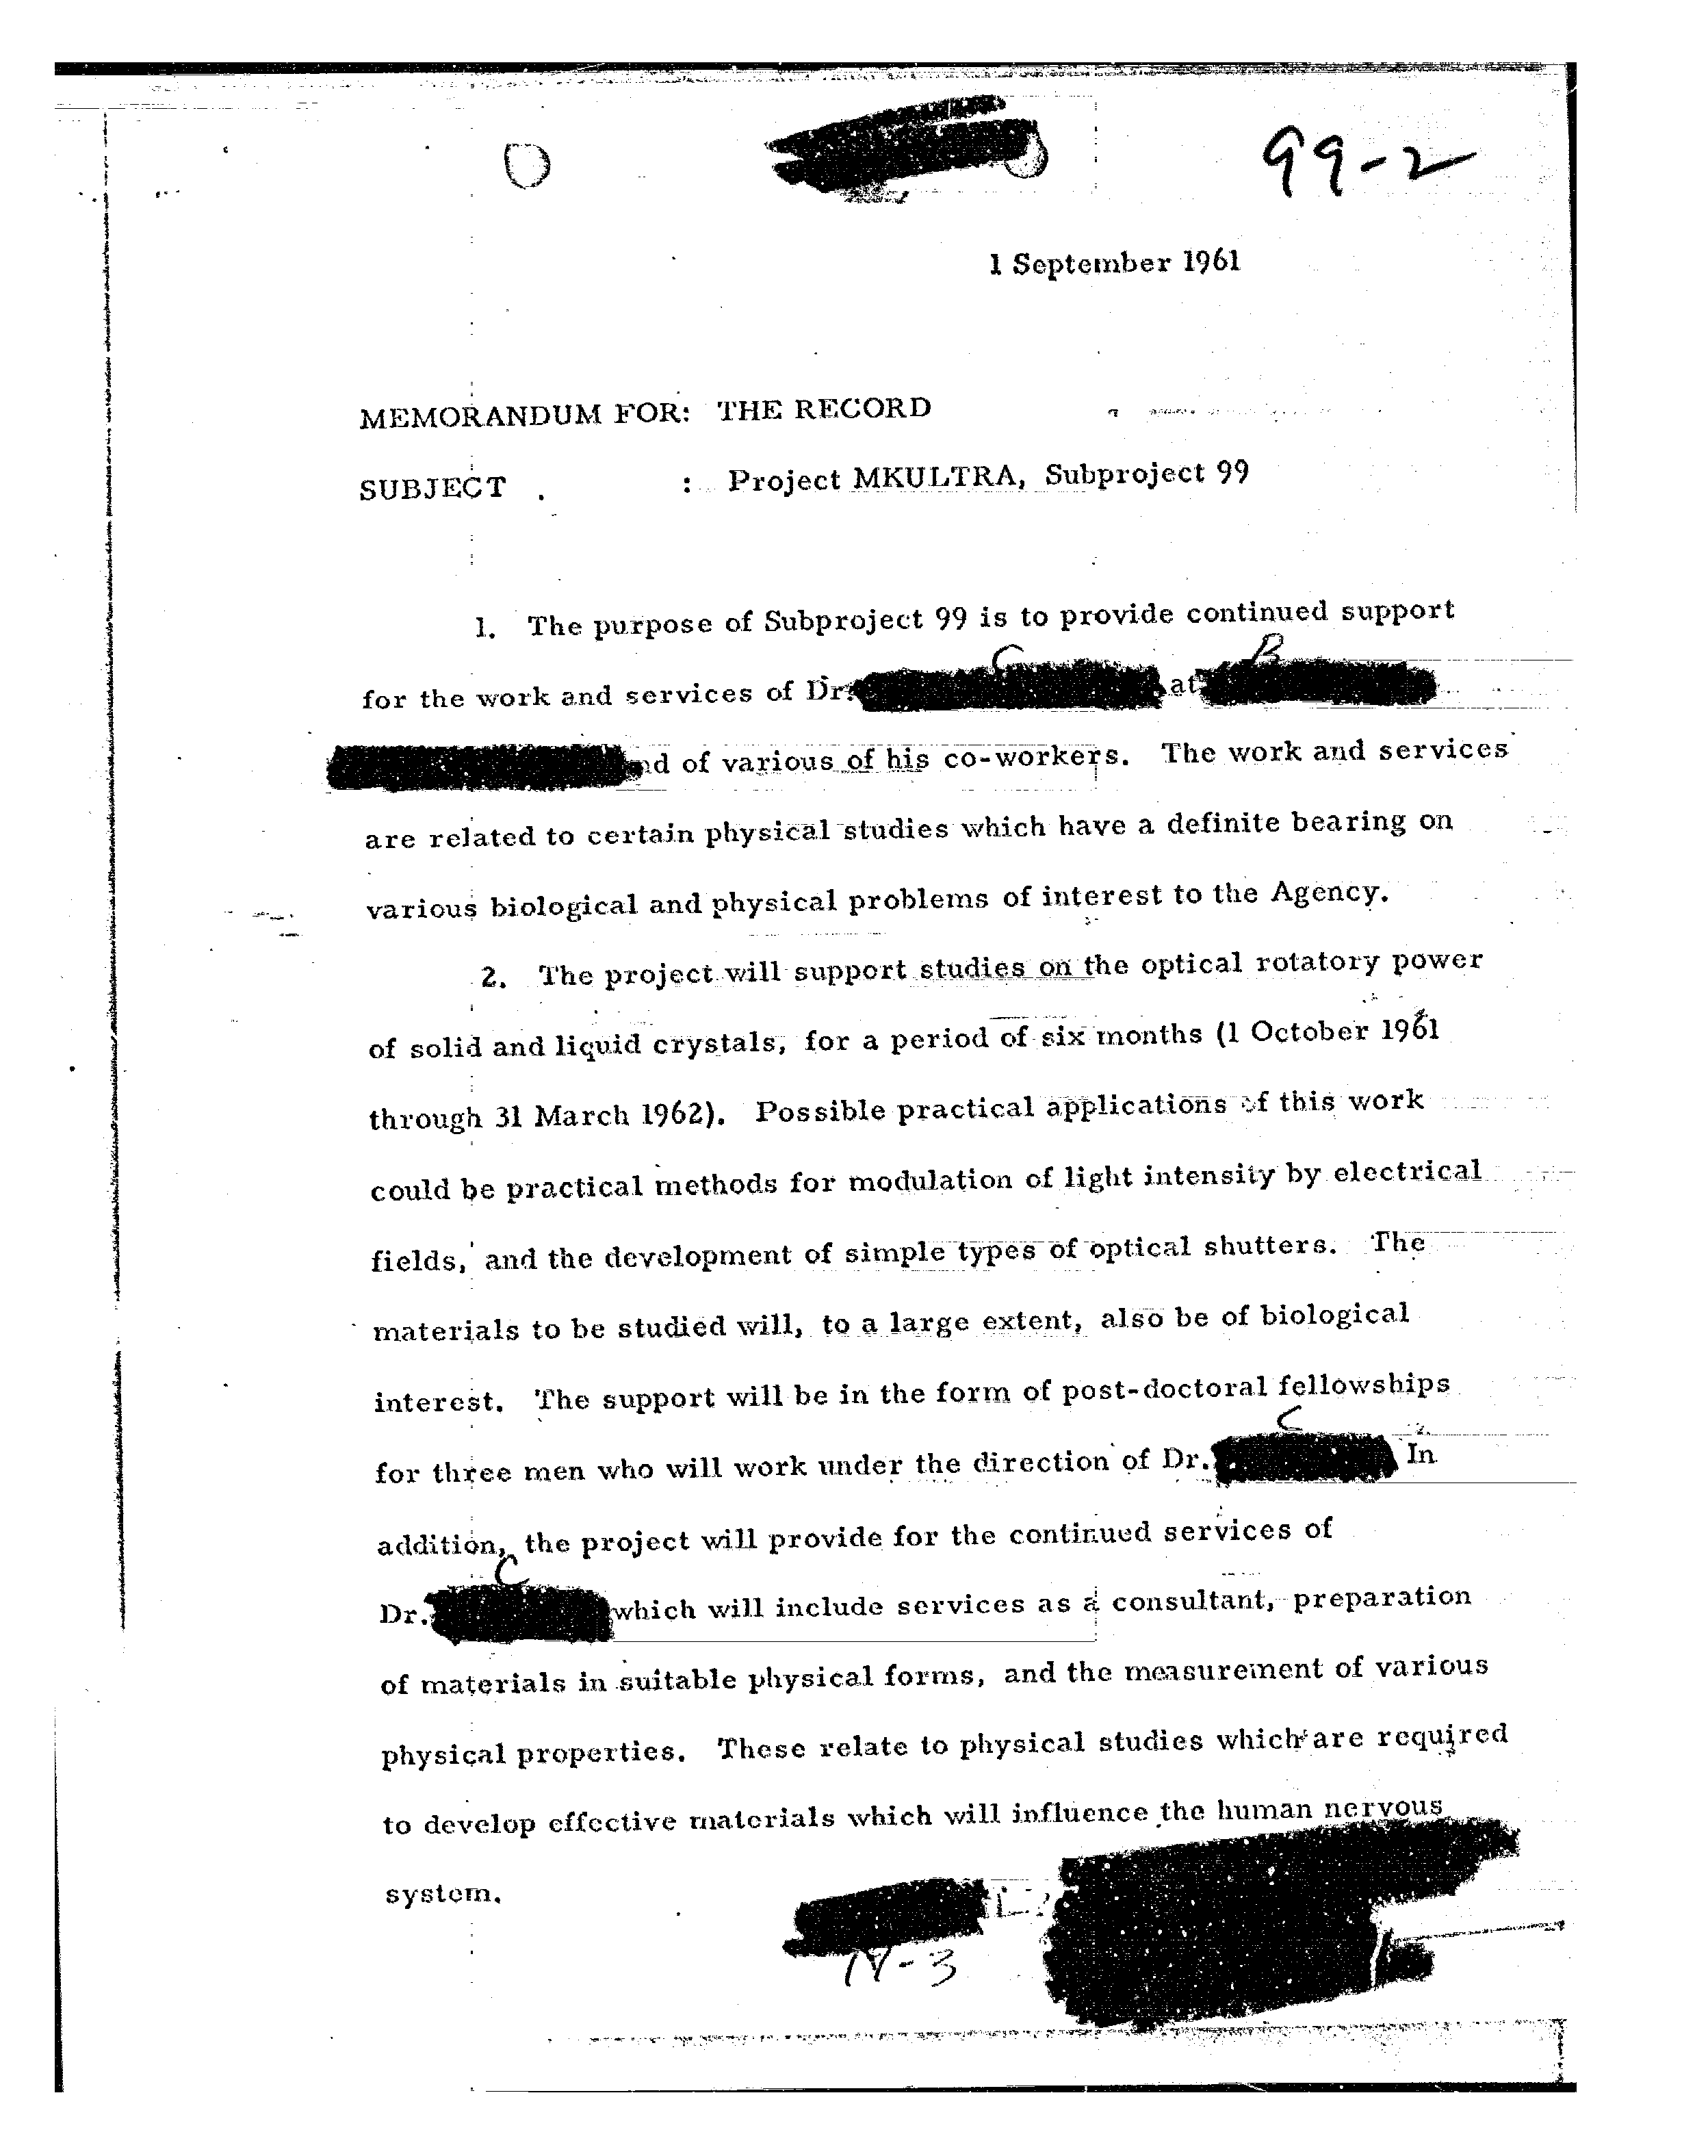 99-2
1 September 1961
MEMORANDUM FOR: THE RECORD
SUBJECT : Project MKULTRA, Subproject 99
1. The purpose of Subproject 99 is to provide continued support
C B
for the work and services of Dr. at
nd of various of his co-workers. The work and services
are related to certain physical studies which have a definite bearing on
various biological and physical problems of interest to the Agency.
2. The project will support studies on the optical rotatory power
of solid and liquid crystals, for a period of six months (1 October 1961
through 31 March 1962). Possible practical applications of this work
could be practical methods for modulation of light intensity by electrical
fields, and the development of simple types of optical shutters. The
materials to be studied will, to a large extent, also be of biological
interest. The support will be in the form of post-doctoral fellowships
C
for three men who will work under the direction of Dr. In
addition, the project will provide for the continued services of
C
Dr. which will include services as a consultant, preparation
of materials in suitable physical forms, and the measurement of various
physical properties. These relate to physical studies which are required
to develop effective materials which will influence the human nervous
system.